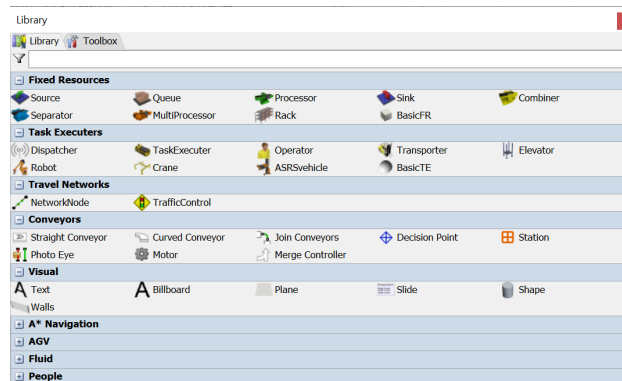 Library
Library Toolbox
Fixed Resources
Source Queue Processor Sink Combiner
Separator MultiProcessor Rack BasicFR
Task Executers
Dispatcher TaskExecuter Operator Transporter Elevator
Robot Crane ASRSvehicle BasicTE
Travel Networks
NetworkNode TrafficControl
Conveyors
Straight Conveyor Curved Conveyor Join Conveyors Decision Point Station
Photo Eye Motor Merge Controller
Visual
A Text A Billboard Plane Slide Shape
Walls
A* Navigation
AGV
Fluid
People